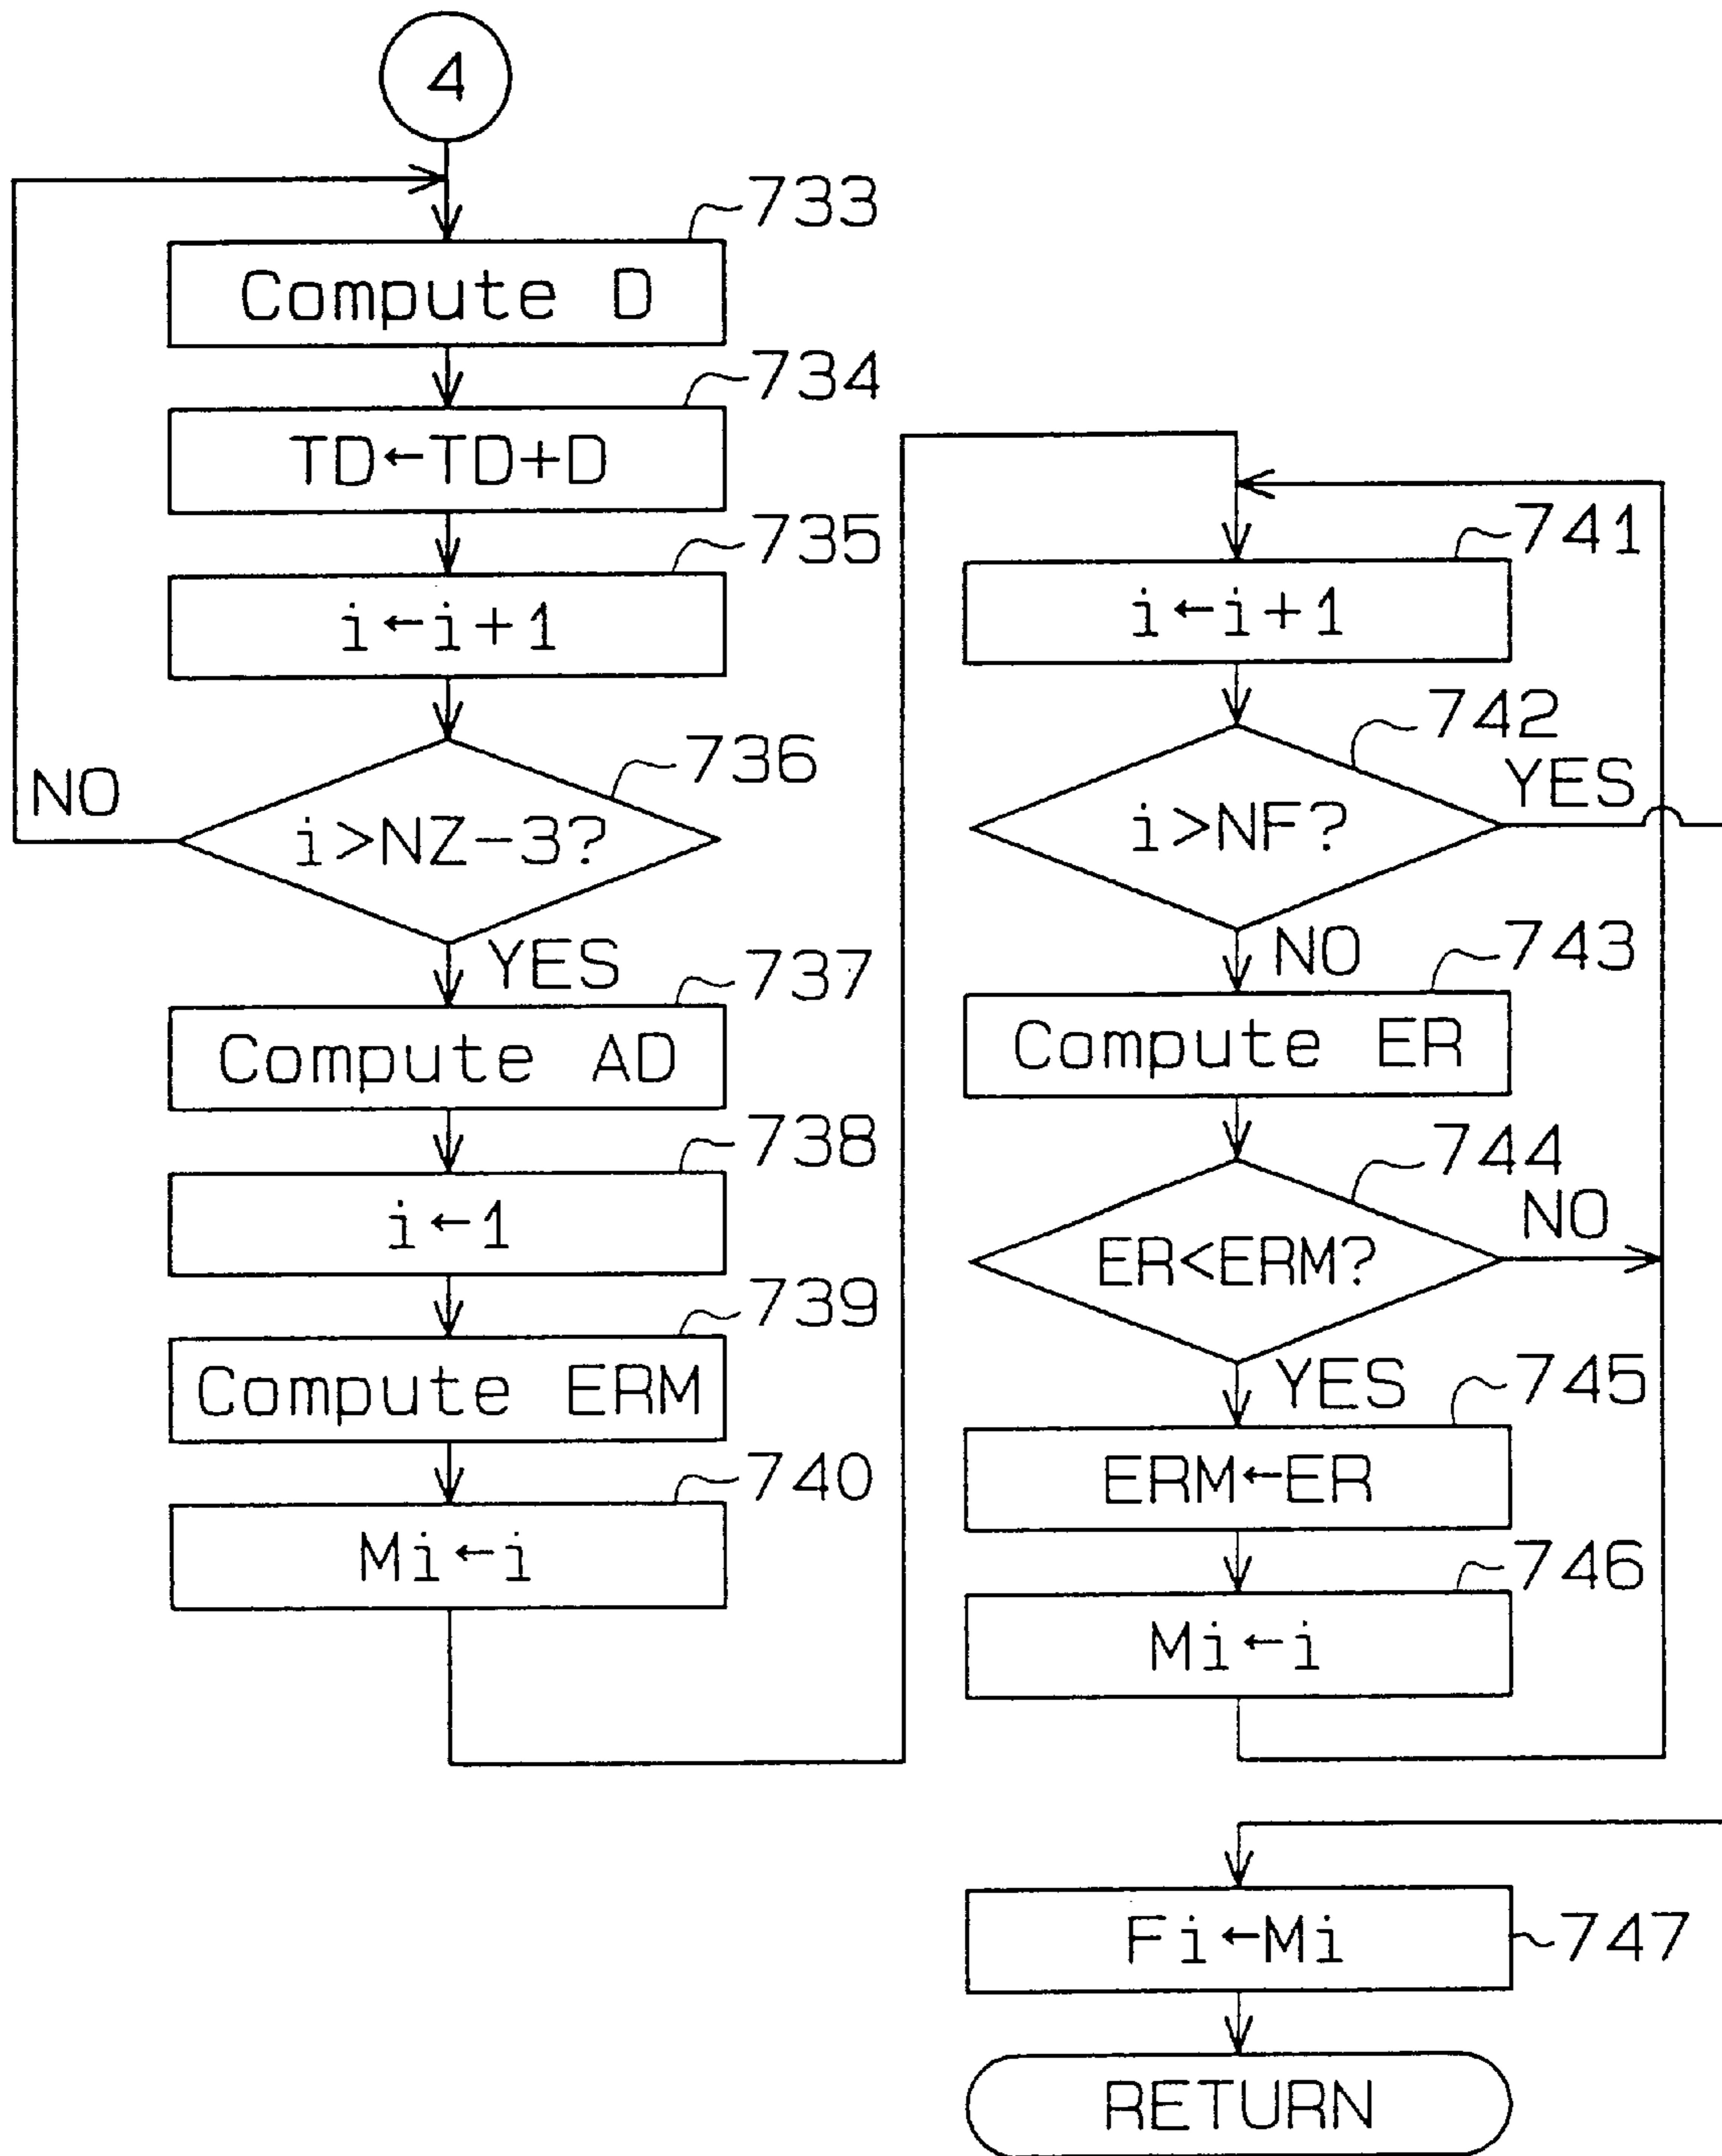 4
733
Compute D
734
TD←TD+D
735
i←i+1
736
NO
i>NZ-3?
YES
737
Compute AD
738
i←1
739
Compute ERM
740
Mi←i
741
i←i+1
742
YES
i>NF?
NO
743
Compute ER
744
NO
ER<ERM?
YES
745
ERM←ER
746
Mi←i
Fi←Mi
747
RETURN